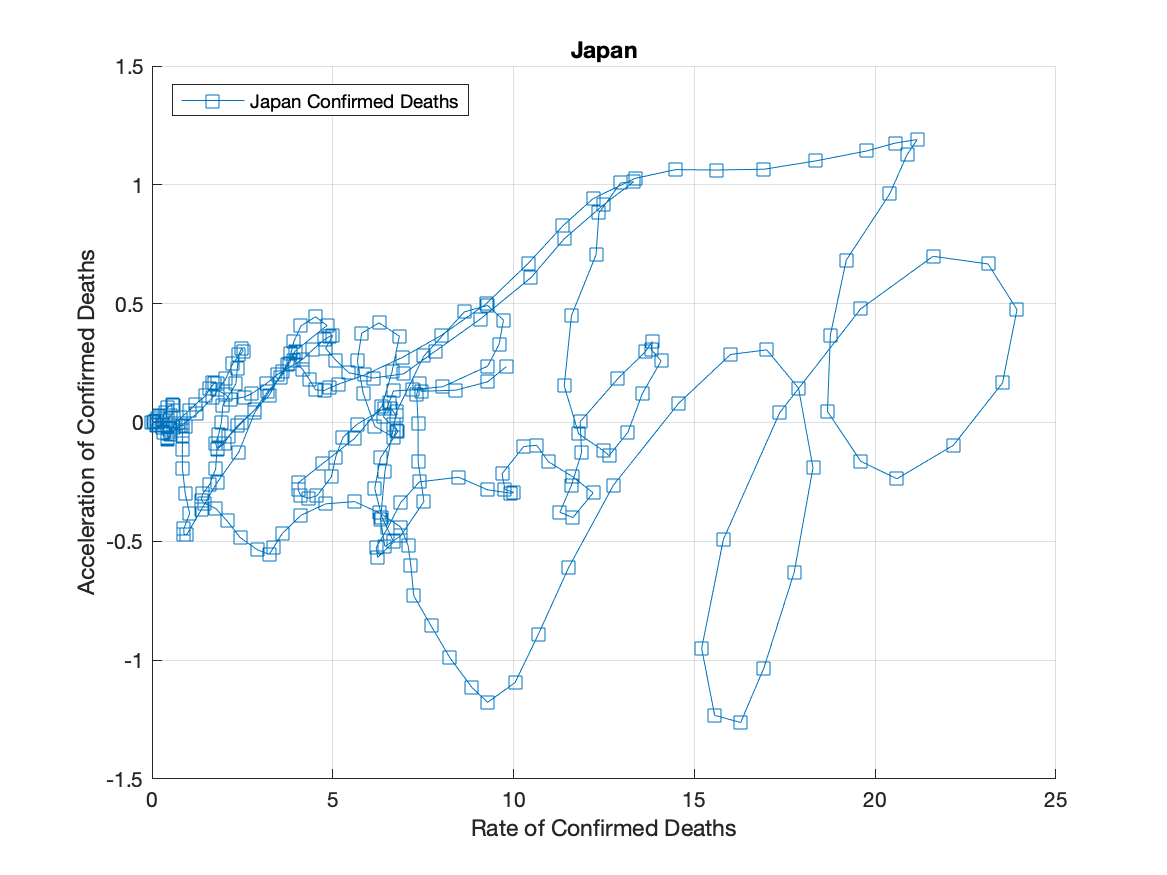 Japan
1.5
Japan Confirmed Deaths
1
0.5
0
-0.5
-1
-1.5
Acceleration of Confirmed Deaths
0 5 10 15 20 25
Rate of Confirmed Deaths